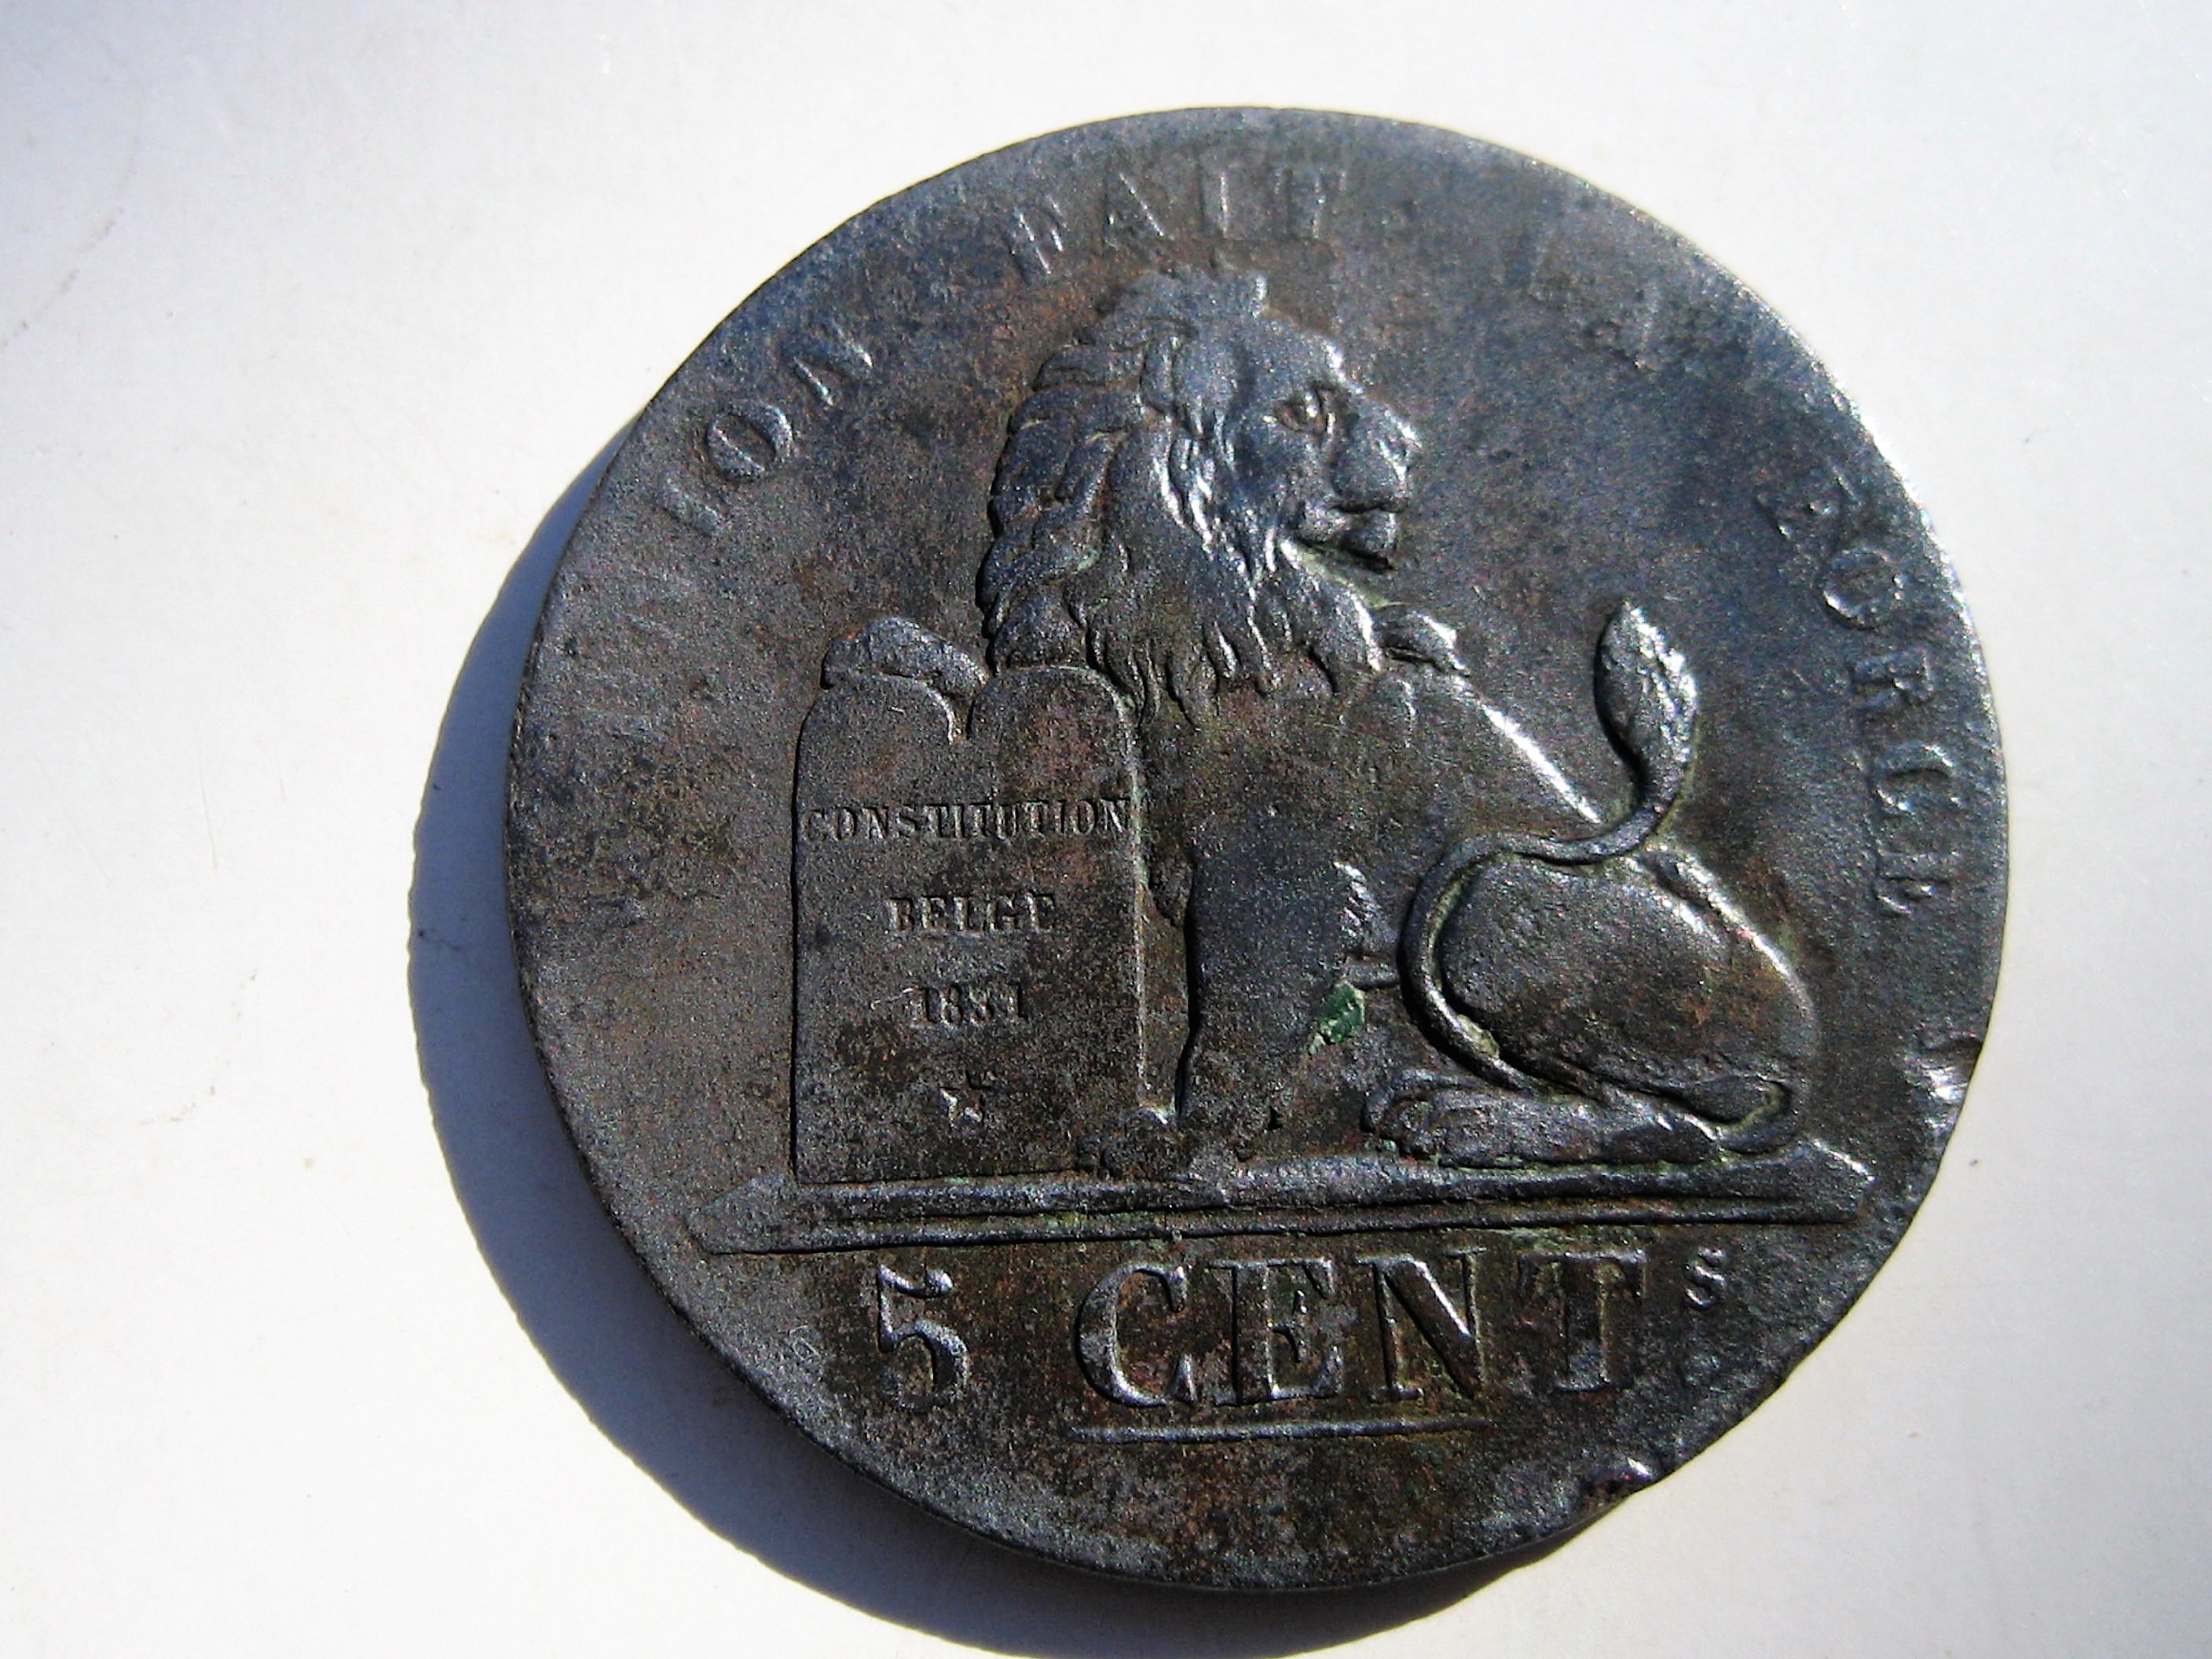 ION FAIT LA FORCE
CONSTITUTION
BELGE
1831
5 CENTS